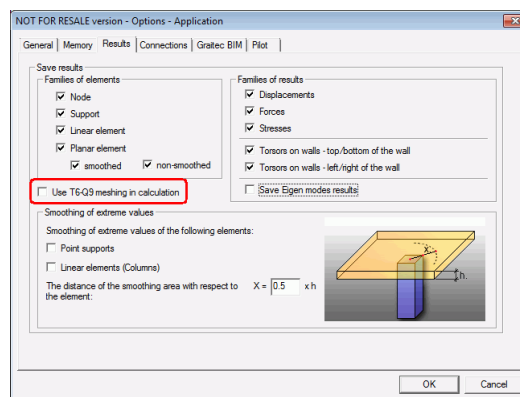 NOT FOR RESALE version - Options - Application
General Memory Results Connections Graitec BIM Pilot
Save results
Families of elements
Node
Support
Linear element
Planar element
smoothed non-smoothed
Families of results
Displacements
Forces
Stresses
Torsors on walls - top/bottom of the wall
Torsors on walls - left/right of the wall
Use T6-Q9 meshing in calculation
Save Eigen modes results
Smoothing of extreme values
Smoothing of extreme values of the following elements:
Point supports
Linear elements (Columns)
The distance of the smoothing area with respect to
the element:
X = 0.5 x h
X
h
OK Cancel